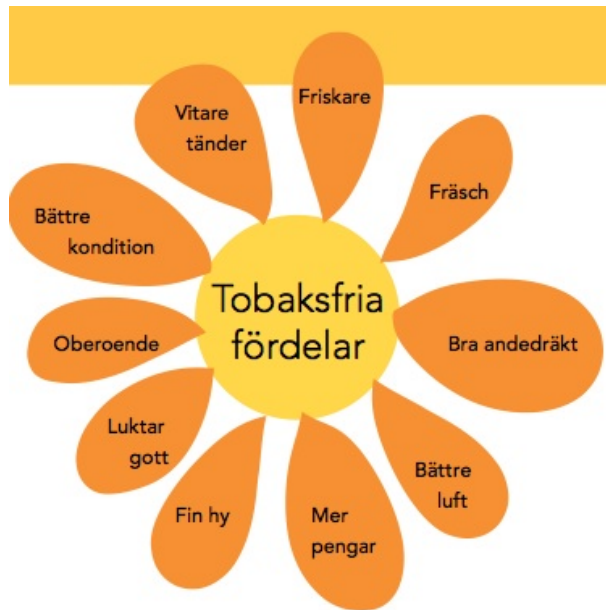 Tobaksfria
fördelar
Friskare
Fräsch
Bra andedräkt
Bättre
luft
Mer
pengar
Fin hy
Luktar
gott
Oberoende
Bättre
kondition
Vitare
tänder